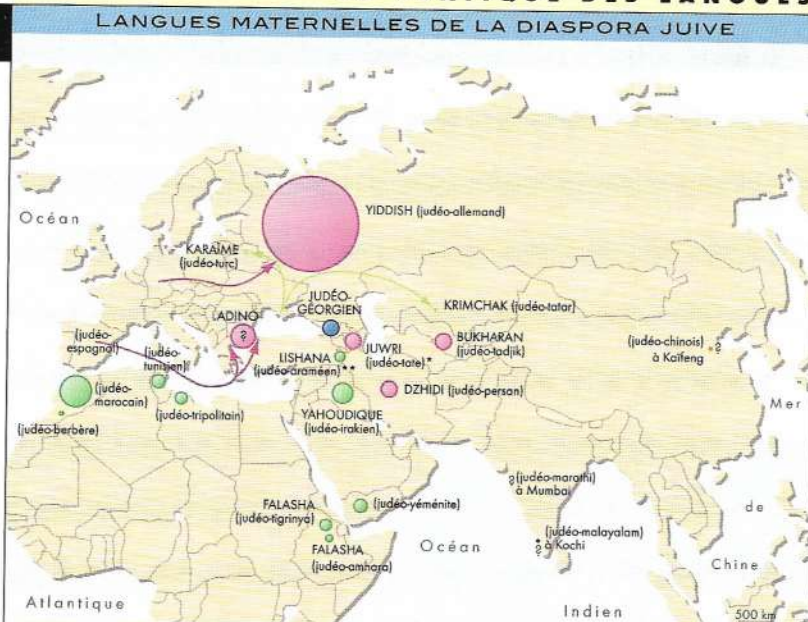 DES LANGUES
LANGUES MATERNELLES DE LA DIASPORA JUIVE
Océan
YIDDISH (judéo-allemand)
KARAÏME
(judéo-turc)
JUDÉO-
GÉORGIEN
KRIMCHAK (judéo-tatar)
LADINO
?
(judéo-
espagnol)
(judéo-
tunisien)
LISHANA
(judéo-araméen)**
JUWRI
(judéo-tate)*
BUKHARAN
(judéo-tadjik)
(judéo-chinois)
à Kaïfeng
?
(judéo-
marocain)
(judéo-tripolitain)
(judéo-berbère)
YAHOUDIQUE
(judéo-irakien)
DZHIDI (judéo-persan)
Mer
?
(judéo-marathi)
à Mumbai
FALASHA
(judéo-tigrinya)
(judéo-yéménite)
de
FALASHA
(judéo-amhara)
Océan
(judéo-malayalam)
à Kochi
?
Chine
Atlantique
Indien
500 km